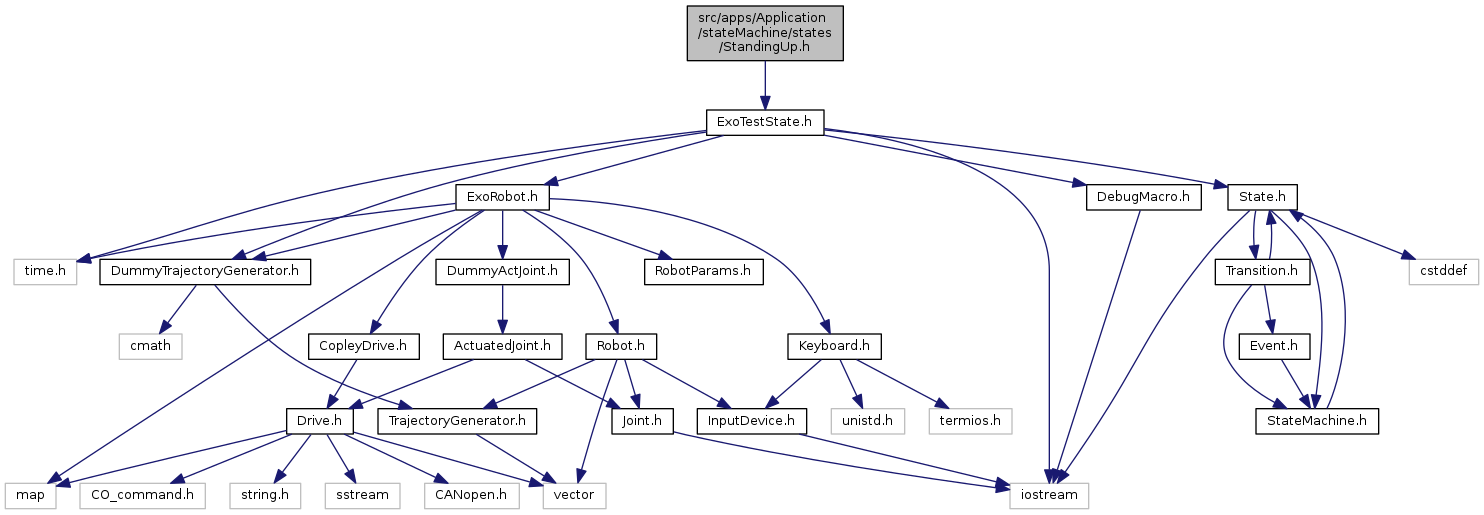 src/apps/Application
/stateMachine/states
/StandingUp.h
ExoTestState.h
ExoRobot.h
DebugMacro.h
State.h
time.h
DummyTrajectoryGenerator.h
DummyActJoint.h
RobotParams.h
Transition.h
cstddef
cmath
CopleyDrive.h
ActuatedJoint.h
Robot.h
Keyboard.h
Event.h
Drive.h
TrajectoryGenerator.h
Joint.h
InputDevice.h
unistd.h
termios.h
StateMachine.h
map
CO_command.h
string.h
sstream
CANopen.h
vector
iostream